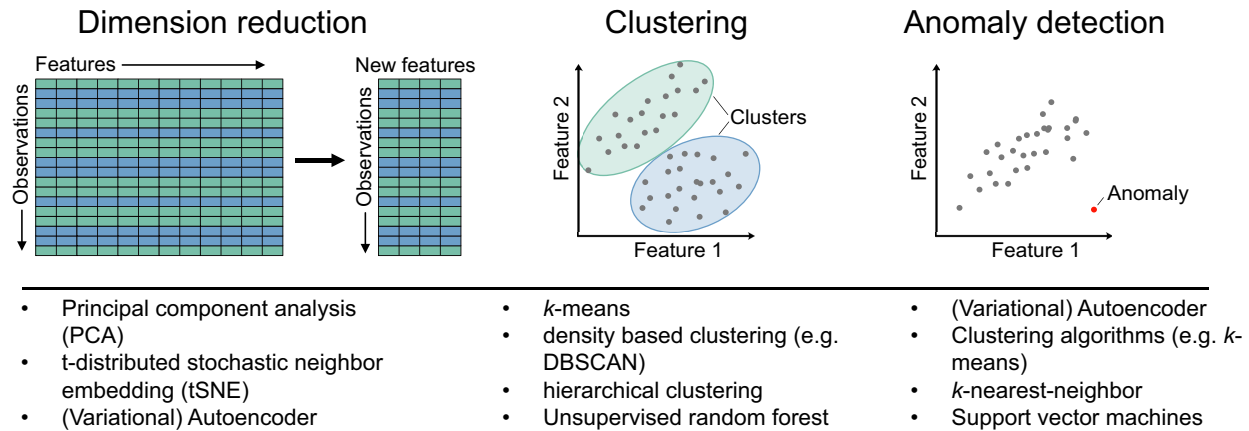 Dimension reduction
Features
New features
Observations
Observations
Clustering
Feature 2
Clusters
Feature 1
Anomaly detection
Feature 2
Anomaly
Feature 1
• Principal component analysis
(PCA)
• t-distributed stochastic neighbor
embedding (tSNE)
• (Variational) Autoencoder
• k-means
• density based clustering (e.g.
DBSCAN)
• hierarchical clustering
• Unsupervised random forest
• (Variational) Autoencoder
• Clustering algorithms (e.g. k-
means)
• k-nearest-neighbor
• Support vector machines